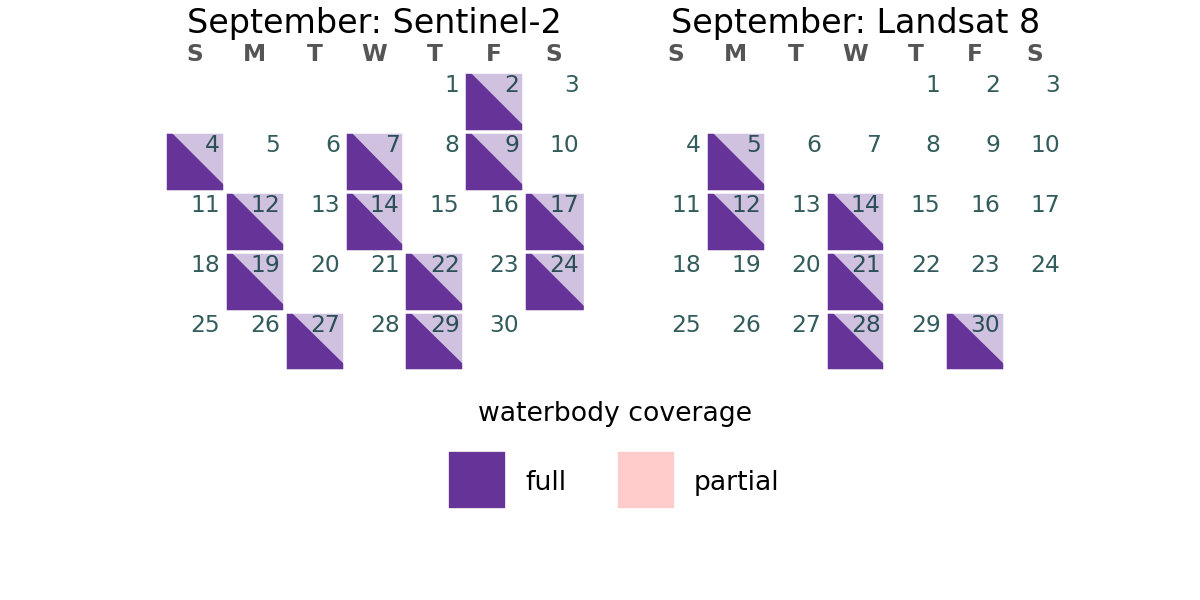 September: Sentinel-2
S M T W T F S
1 2 3
4 5 6 7 8 9 10
11 12 13 14 15 16 17
18 19 20 21 22 23 24
25 26 27 28 29 30
September: Landsat 8
S M T W T F S
1 2 3
4 5 6 7 8 9 10
11 12 13 14 15 16 17
18 19 20 21 22 23 24
25 26 27 28 29 30
waterbody coverage
full partial